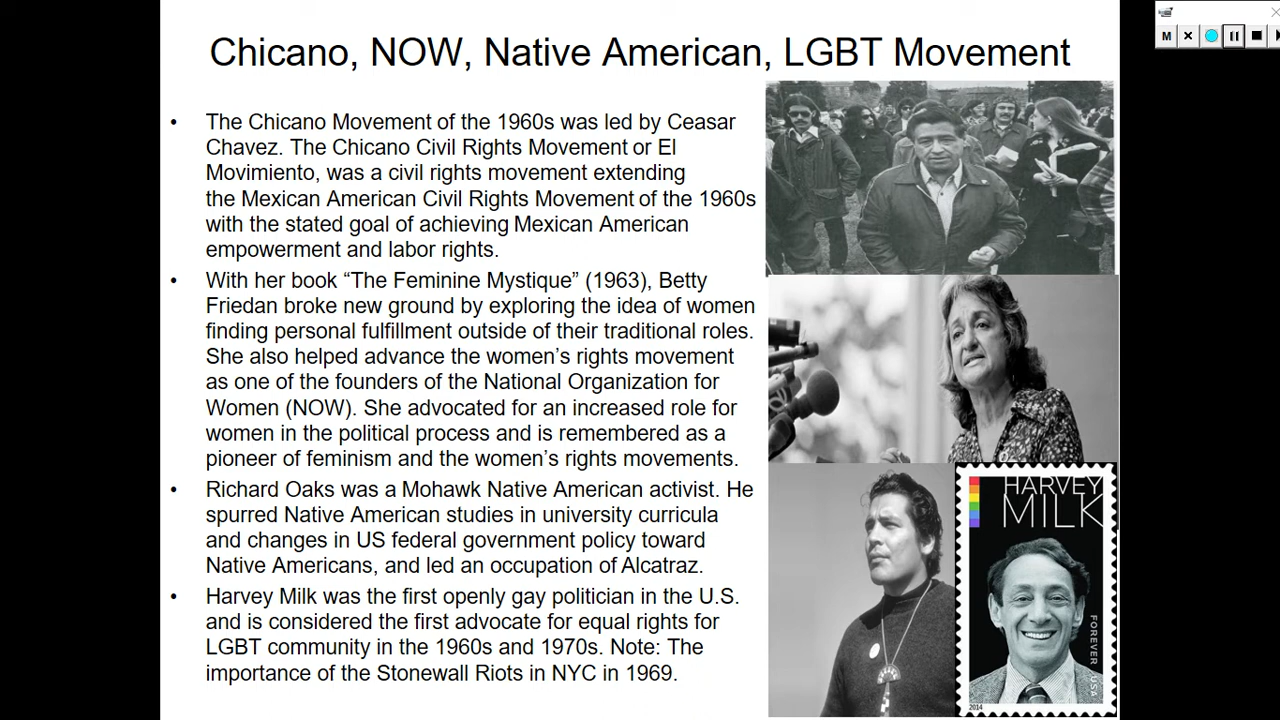 Chicano, NOW, Native American, LGBT Movement
M
• The Chicano Movement of the 1960s was led by Ceasar
Chavez. The Chicano Civil Rights Movement or El
Movimiento, was a civil rights movement extending
the Mexican American Civil Rights Movement of the 1960s
with the stated goal of achieving Mexican American
empowerment and labor rights.
• With her book “The Feminine Mystique” (1963), Betty
Friedan broke new ground by exploring the idea of women
finding personal fulfillment outside of their traditional roles.
She also helped advance the women’s rights movement
as one of the founders of the National Organization for
Women (NOW). She advocated for an increased role for
women in the political process and is remembered as a
pioneer of feminism and the women’s rights movements.
• Richard Oaks was a Mohawk Native American activist. He
spurred Native American studies in university curricula
and changes in US federal government policy toward
Native Americans, and led an occupation of Alcatraz.
• Harvey Milk was the first openly gay politician in the U.S.
and is considered the first advocate for equal rights for
LGBT community in the 1960s and 1970s. Note: The
importance of the Stonewall Riots in NYC in 1969.
HARVEY
MILK
FOREVER USA
2014